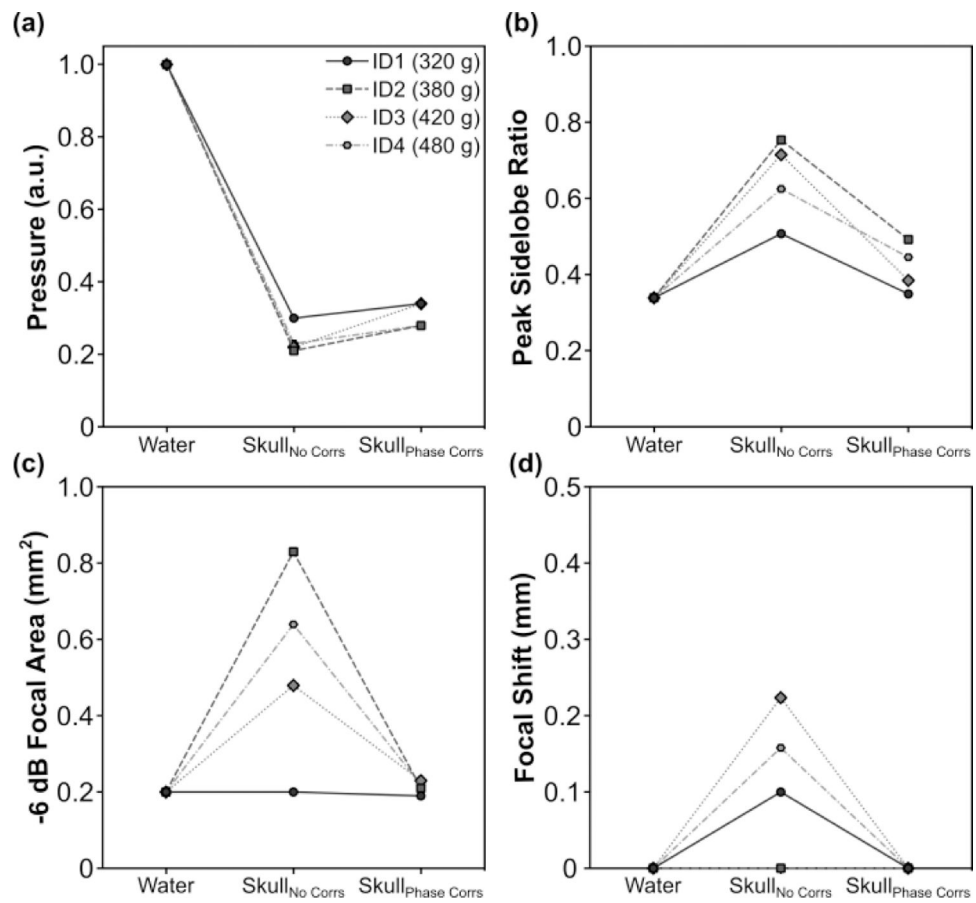 (a)
Pressure (a.u.)
1.0
0.8
0.6
0.4
0.2
0
ID1 (320 g)
ID2 (380 g)
ID3 (420 g)
ID4 (480 g)
Water
SkullNo Corrs
SkullPhase Corrs
(b)
Peak Sidelobe Ratio
1.0
0.8
0.6
0.4
0.2
0
Water
SkullNo Corrs
SkullPhase Corrs
(c)
-6 dB Focal Area (mm²)
1.0
0.8
0.6
0.4
0.2
0
Water
SkullNo Corrs
SkullPhase Corrs
(d)
Focal Shift (mm)
0.5
0.4
0.3
0.2
0.1
0
Water
SkullNo Corrs
SkullPhase Corrs